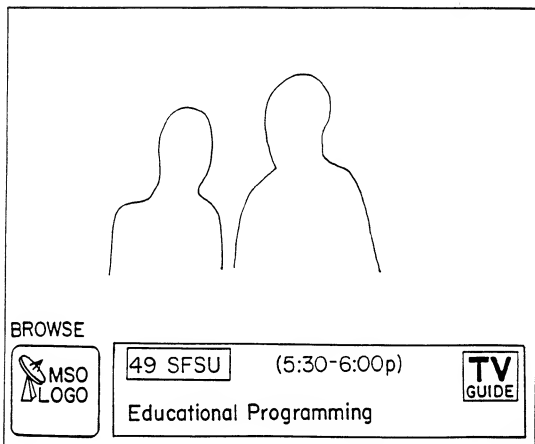 BROWSE
MSO
LOGO
49 SFSU (5:30-6:00p)
Educational Programming
TV
GUIDE